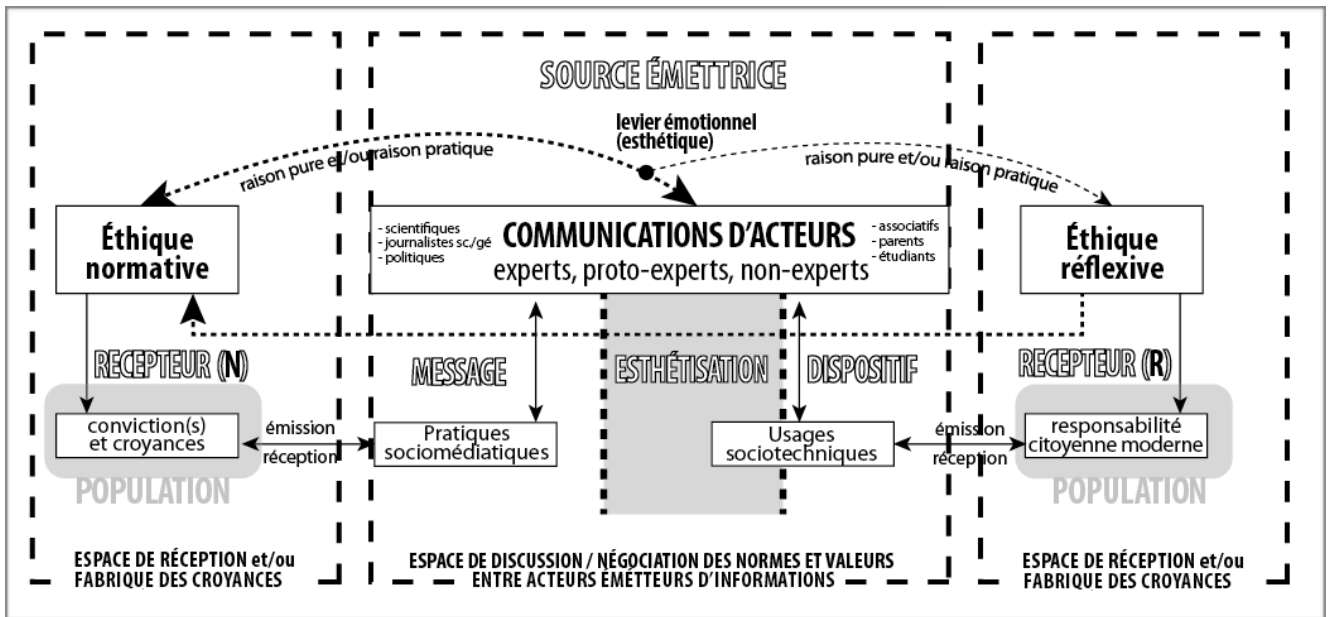 SOURCE ÉMETTRICE
levier émotionnel
(esthétique)
raison pure et/ou raison pratique
raison pure et/ou raison pratique
Éthique
normative
- scientifiques
- journalistes sc./gé
- politiques
COMMUNICATIONS D'ACTEURS
experts, proto-experts, non-experts
- associatifs
- parents
- étudiants
Éthique
réflexive
RECEPTEUR (N)
MESSAGE
ESTHÉTISATION
DISPOSITIF
RECEPTEUR (R)
conviction(s)
et croyances
émission
réception
Pratiques
sociomédiatiques
Usages
sociotechniques
émission
réception
responsabilité
citoyenne moderne
POPULATION
POPULATION
ESPACE DE RÉCEPTION et/ou
FABRIQUE DES CROYANCES
ESPACE DE DISCUSSION / NÉGOCIATION DES NORMES ET VALEURS
ENTRE ACTEURS ÉMETTEURS D'INFORMATIONS
ESPACE DE RÉCEPTION et/ou
FABRIQUE DES CROYANCES